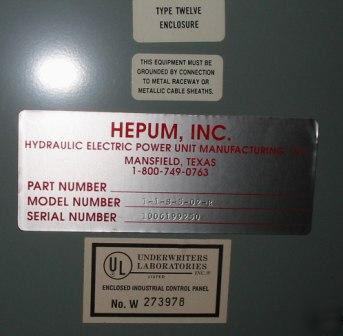 TYPE TWELVE
ENCLOSURE
THIS EQUIPMENT MUST BE
GROUNDED BY CONNECTION
TO METAL RACEWAY OR
METALLIC CABLE SHEATHS.
HEPUM, INC.
HYDRAULIC ELECTRIC POWER UNIT MANUFACTURING,
MANSFIELD, TEXAS
1-800-749-0763
PART NUMBER
MODEL NUMBER
SERIAL NUMBER
UL
UNDERWRITERS
LABORATORIES
INC.®
LISTED
ENCLOSED INDUSTRIAL CONTROL PANEL
No. W 273978